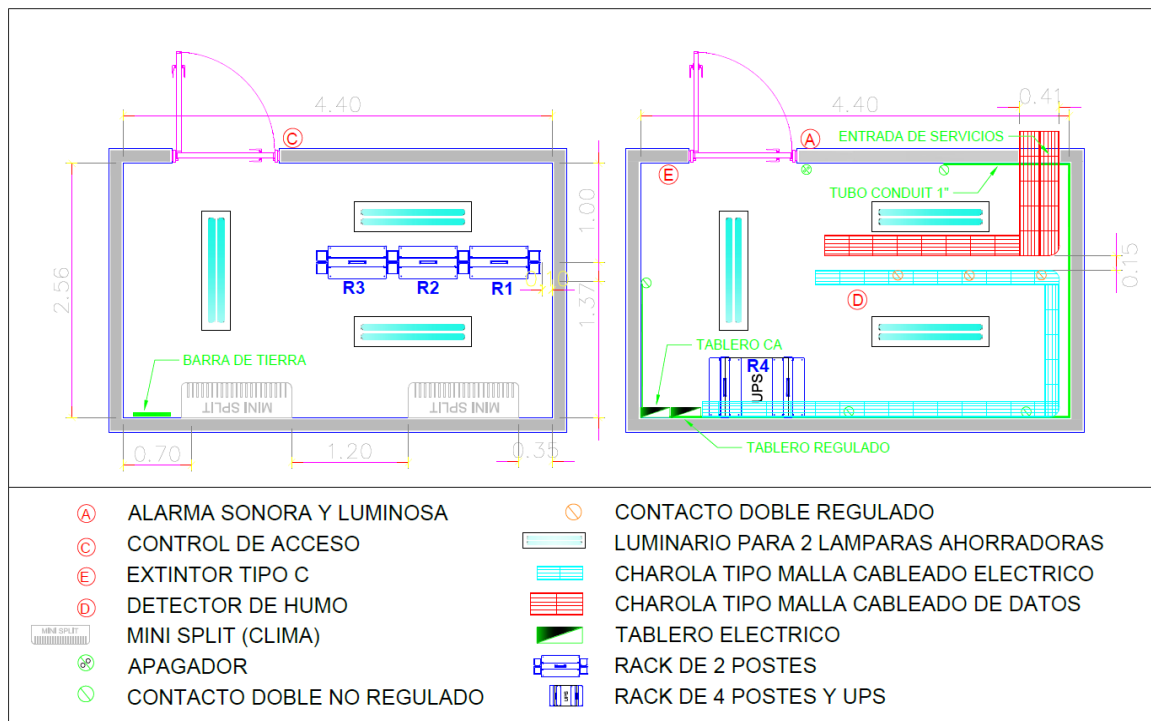 4.40
C
2.56
1.00
R3
R2
R1
1.37
BARRA DE TIERRA
MINI SPLIT
MINI SPLIT
0.70
1.20
0.35
4.40
0.41
A
ENTRADA DE SERVICIOS
E
TUBO CONDUIT 1"
0.15
D
TABLERO CA
R4
UPS
TABLERO REGULADO
A ALARMA SONORA Y LUMINOSA
C CONTROL DE ACCESO
E EXTINTOR TIPO C
D DETECTOR DE HUMO
MINI SPLIT MINI SPLIT (CLIMA)
APAGADOR
CONTACTO DOBLE NO REGULADO
CONTACTO DOBLE REGULADO
LUMINARIO PARA 2 LAMPARAS AHORRADORAS
CHAROLA TIPO MALLA CABLEADO ELECTRICO
CHAROLA TIPO MALLA CABLEADO DE DATOS
TABLERO ELECTRICO
RACK DE 2 POSTES
UPS RACK DE 4 POSTES Y UPS